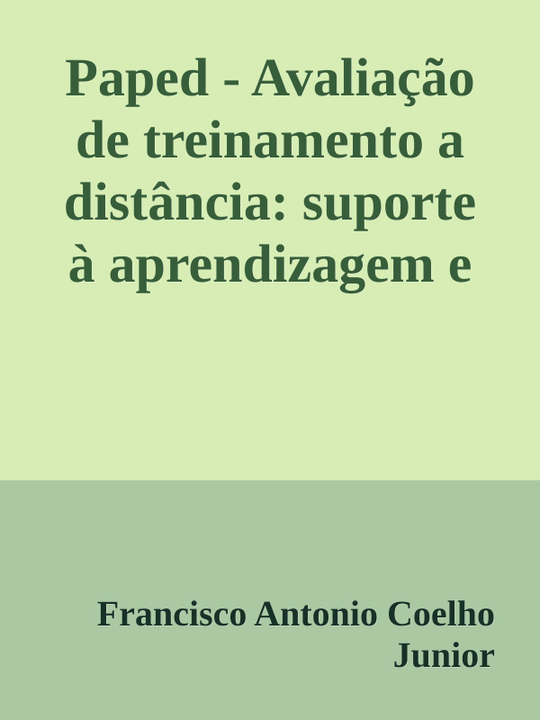 Paped - Avaliação
de treinamento a
distância: suporte
à aprendizagem e
Francisco Antonio Coelho
Junior